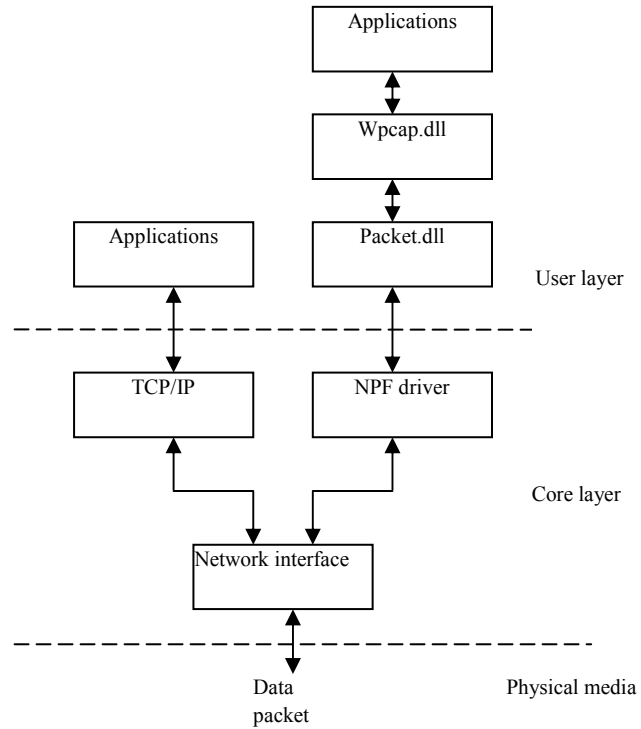 Applications
Wpcap.dll
Applications
Packet.dll
User layer
TCP/IP
NPF driver
Core layer
Network interface
Data
packet
Physical media